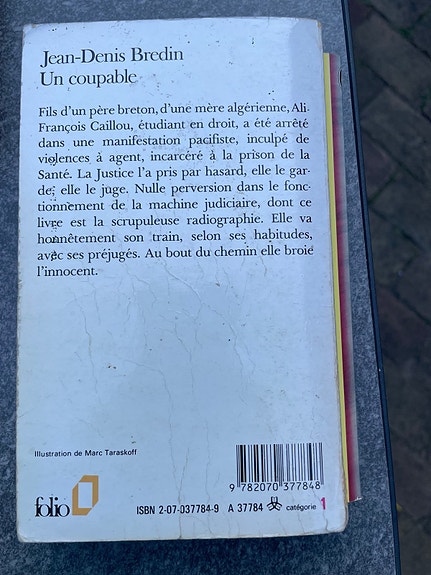 Jean-Denis Bredin
Un coupable
Fils d'un père breton, d'une mère algérienne, Ali-
François Caillou, étudiant en droit, a été arrêté
dans une manifestation pacifiste, inculpé de
violences à agent, incarcéré à la prison de la
Santé. La Justice l'a pris par hasard, elle le gar-
de, elle le juge. Nulle perversion dans le fonc-
tionnement de la machine judiciaire, dont ce
livre est la scrupuleuse radiographie. Elle va
honnêtement son train, selon ses habitudes,
avec ses préjugés. Au bout du chemin elle broie
l'innocent.
Illustration de Marc Taraskoff
9 782070 377848
folio
ISBN 2-07-037784-9 A 37784 catégorie 1